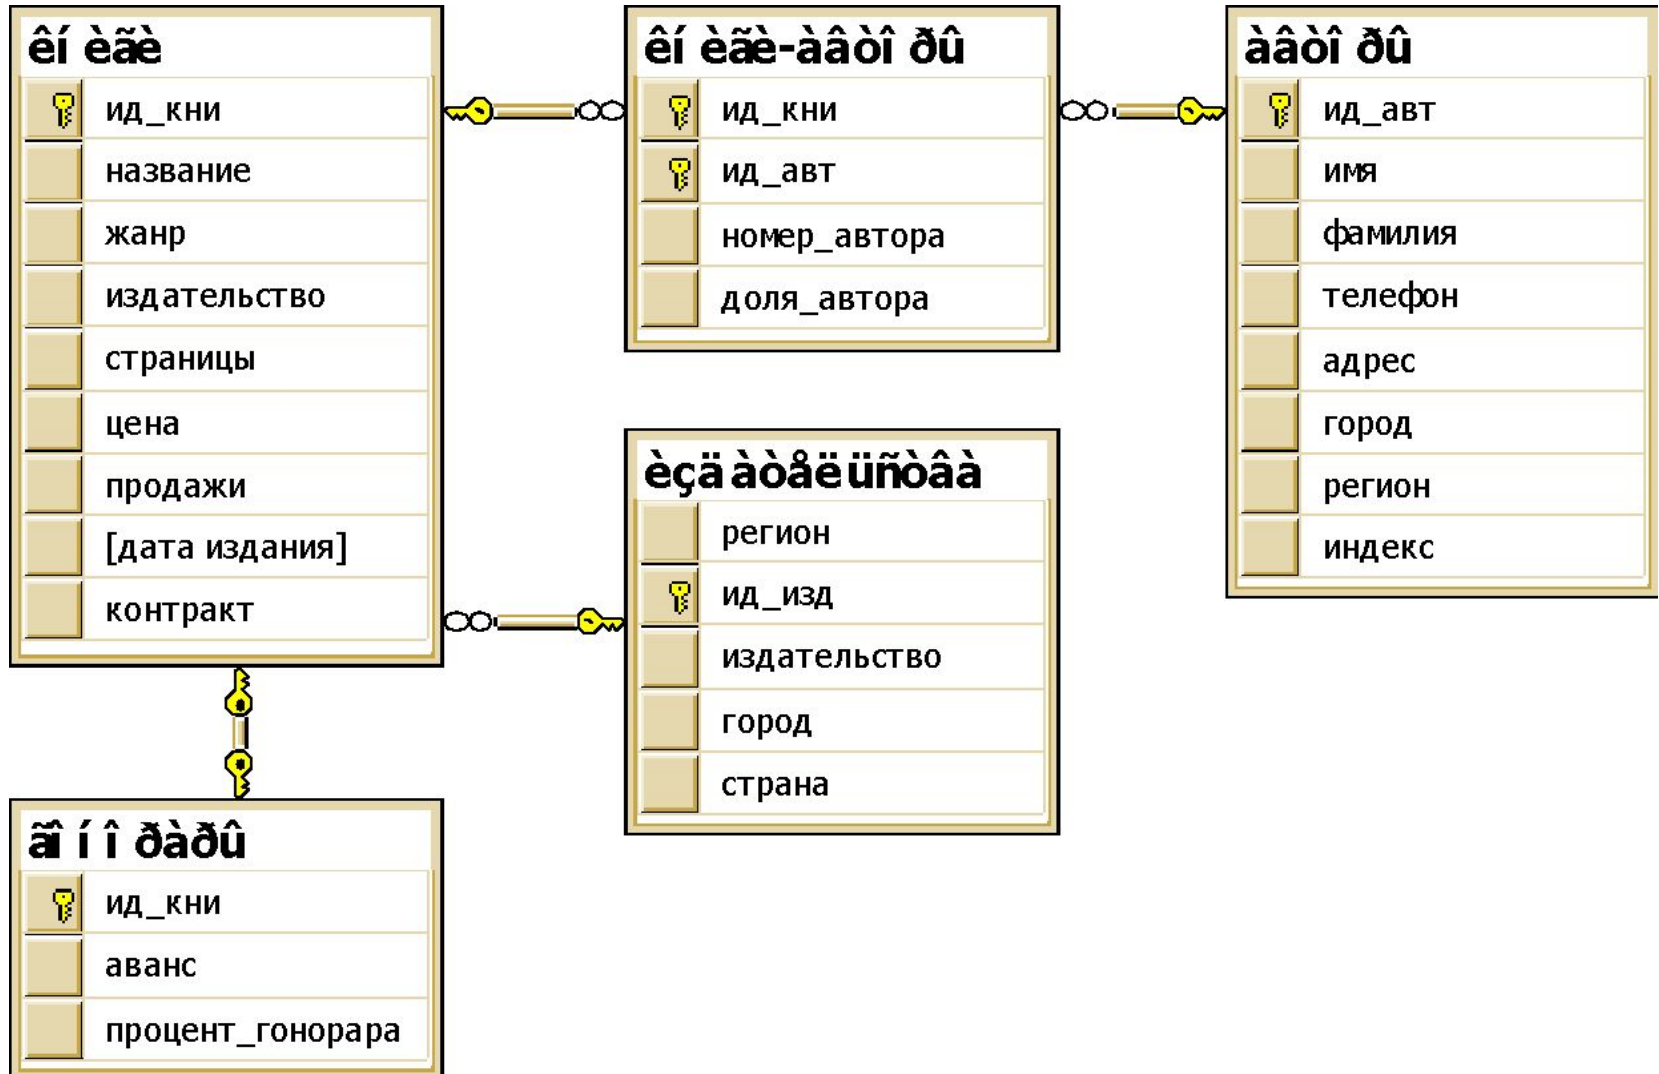 êí èãè
ид_кни
название
жанр
издательство
страницы
цена
продажи
[дата издания]
контракт
êí èãè-àâòî ðû
ид_кни
ид_авт
номер_автора
доля_автора
àâòî ðû
ид_авт
имя
фамилия
телефон
адрес
город
регион
индекс
èçä àòåë üñòâà
регион
ид_изд
издательство
город
страна
ãî í î ðàðû
ид_кни
аванс
процент_гонорара